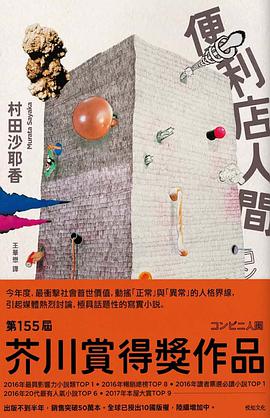 便利店人間
コン
村田沙耶香
Murata Sayaka
王華懋 譯
今年度，最衝擊社會普世價值，動搖「正常」與「異常」的人格界線，
引起媒體熱烈討論，極具話題性的寫實小說。
第155屆
コンビニ人間
芥川賞得獎作品
2016年最具影響力小說類TOP 1 • 2016年暢銷總榜TOP 8 • 2016年讀者票選必讀小說TOP 1
2016年20代最有人氣小說TOP 6 • 2017年本屋大賞TOP 9
出版不到半年，銷售突破50萬本，全球已授出10國版權，陸續增加中。
悅知文化